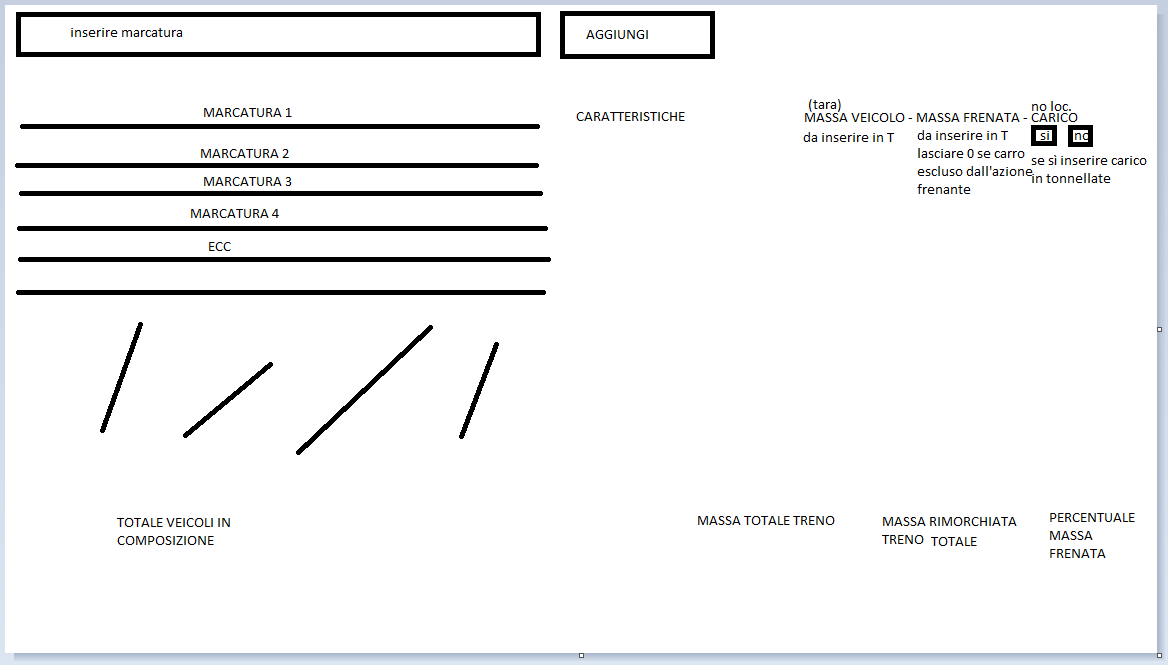 inserire marcatura
AGGIUNGI
MARCATURA 1
CARATTERISTICHE
(tara)
MASSA VEICOLO - MASSA FRENATA - CARICO
no loc.
da inserire in T
da inserire in T
lasciare 0 se carro
escluso dall'azione
frenante
si
no
se sì inserire carico
in tonnellate
MARCATURA 2
MARCATURA 3
MARCATURA 4
ECC
TOTALE VEICOLI IN
COMPOSIZIONE
MASSA TOTALE TRENO
MASSA RIMORCHIATA
TRENO TOTALE
PERCENTUALE
MASSA
FRENATA